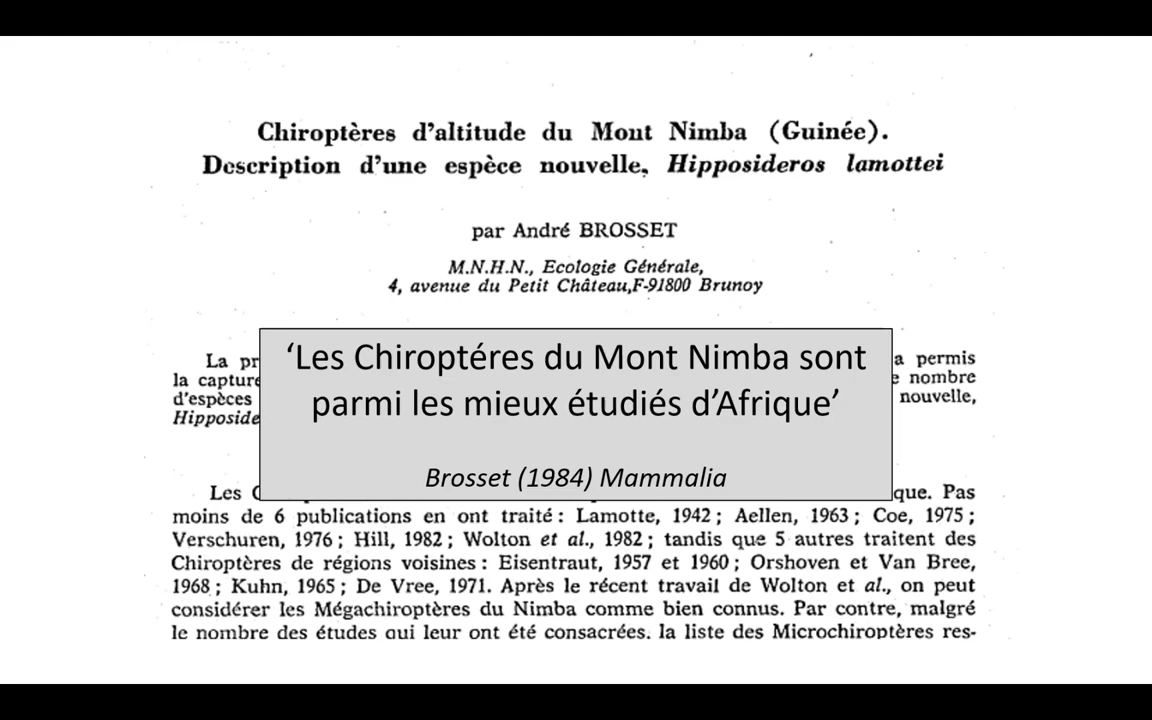 Chiroptères d'altitude du Mont Nimba (Guinée).
Description d'une espèce nouvelle, Hipposideros lamottei
par André BROSSET
M.N.H.N., Ecologie Générale,
4, avenue du Petit Château,F-91800 Brunoy
‘Les Chiroptéres du Mont Nimba sont
parmi les mieux étudiés d’Afrique’
Brosset (1984) Mammalia
La pr a permis
la capture e nombre
d'espèces nouvelle,
Hipposide
Les C que. Pas
moins de 6 publications en ont traité : Lamotte, 1942 ; Aellen, 1963 ; Coe, 1975 ;
Verschuren, 1976 ; Hill, 1982 ; Wolton et al., 1982 ; tandis que 5 autres traitent des
Chiroptères de régions voisines : Eisentraut, 1957 et 1960 ; Orshoven et Van Bree,
1968 ; Kuhn, 1965 ; De Vree, 1971. Après le récent travail de Wolton et al., on peut
considérer les Mégachiroptères du Nimba comme bien connus. Par contre, malgré
le nombre des études qui leur ont été consacrées, la liste des Microchiroptères res-